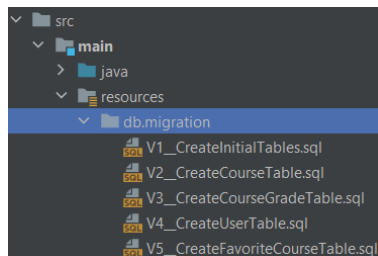 src
main
java
resources
db.migration
V1__CreateInitialTables.sql
V2__CreateCourseTable.sql
V3__CreateCourseGradeTable.sql
V4__CreateUserTable.sql
V5__CreateFavoriteCourseTable.sql